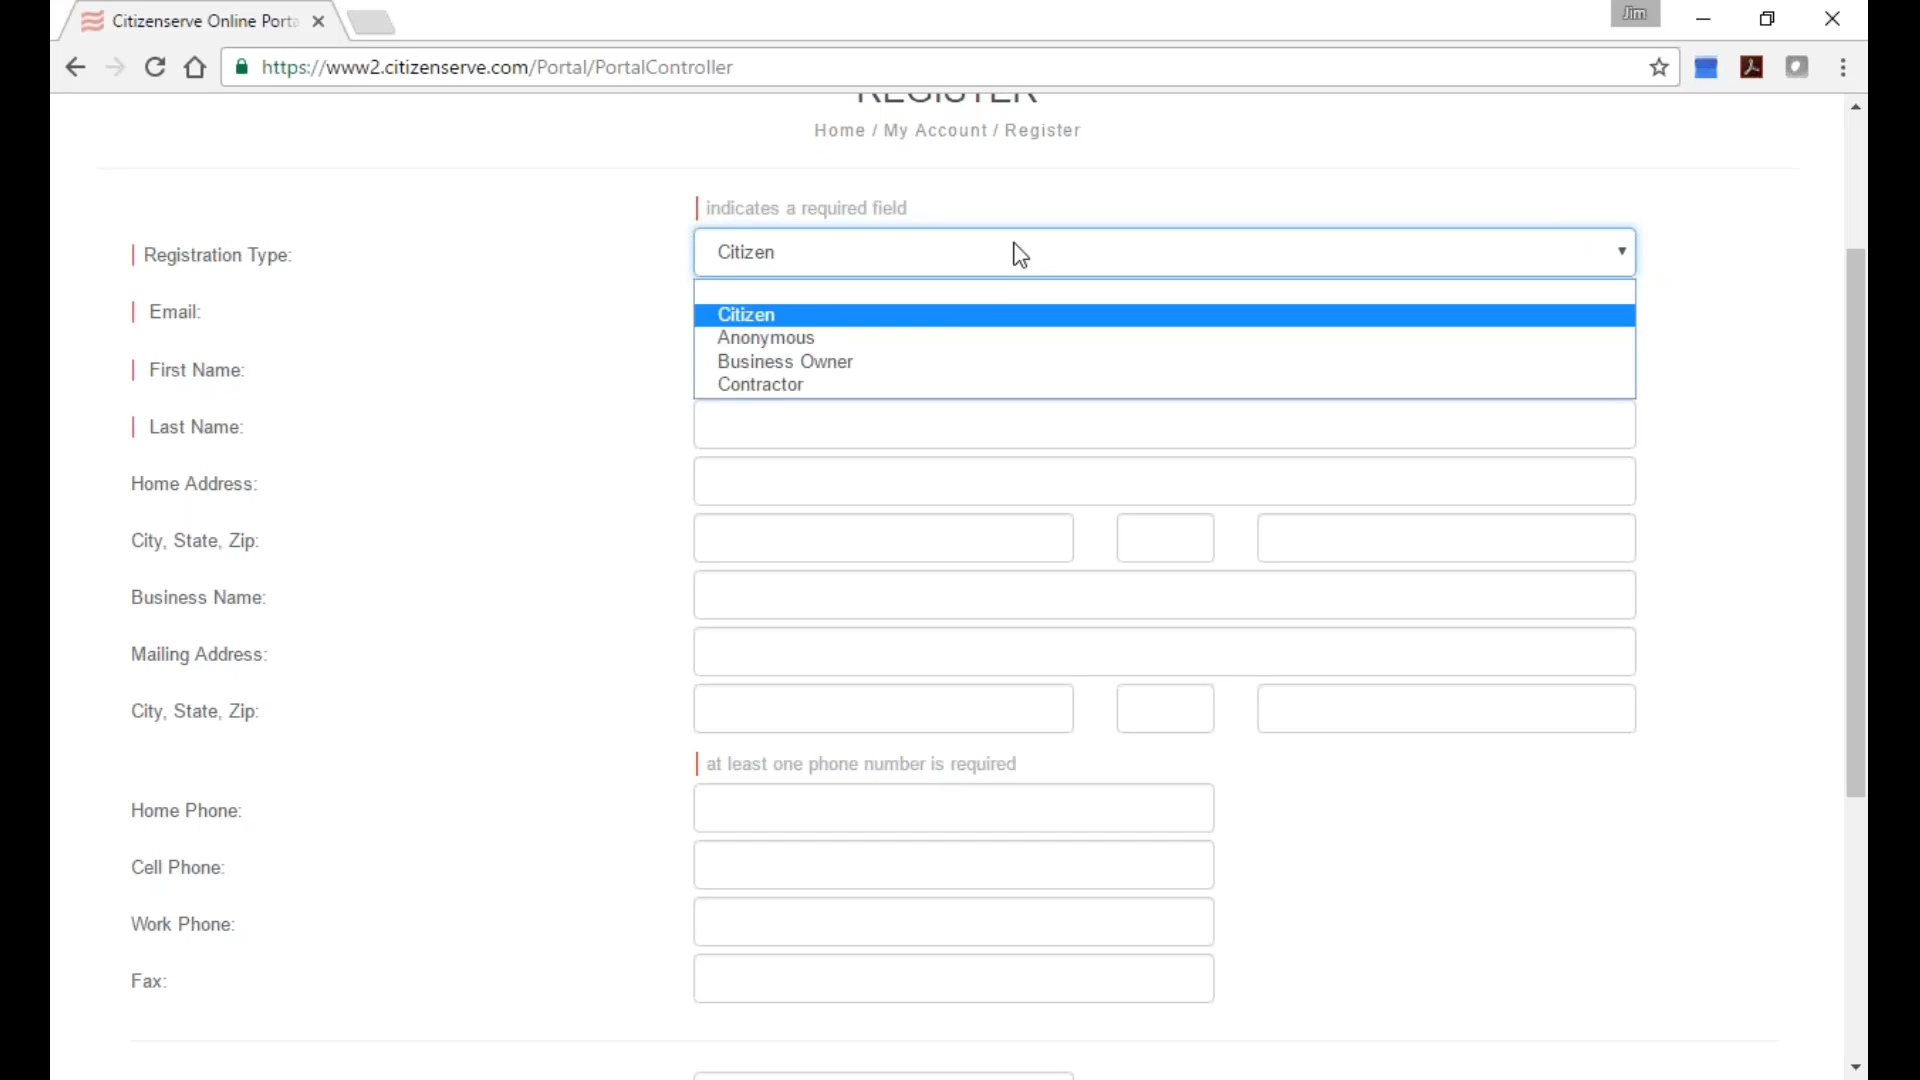 Citizenserve Online Porta
Jim
https://www2.citizenserve.com/Portal/PortalController
REGISTER
Home / My Account / Register
indicates a required field
Registration Type:
Citizen
Email:
Citizen
Anonymous
Business Owner
Contractor
First Name:
Last Name:
Home Address:
City, State, Zip:
Business Name:
Mailing Address:
City, State, Zip:
at least one phone number is required
Home Phone:
Cell Phone:
Work Phone:
Fax: